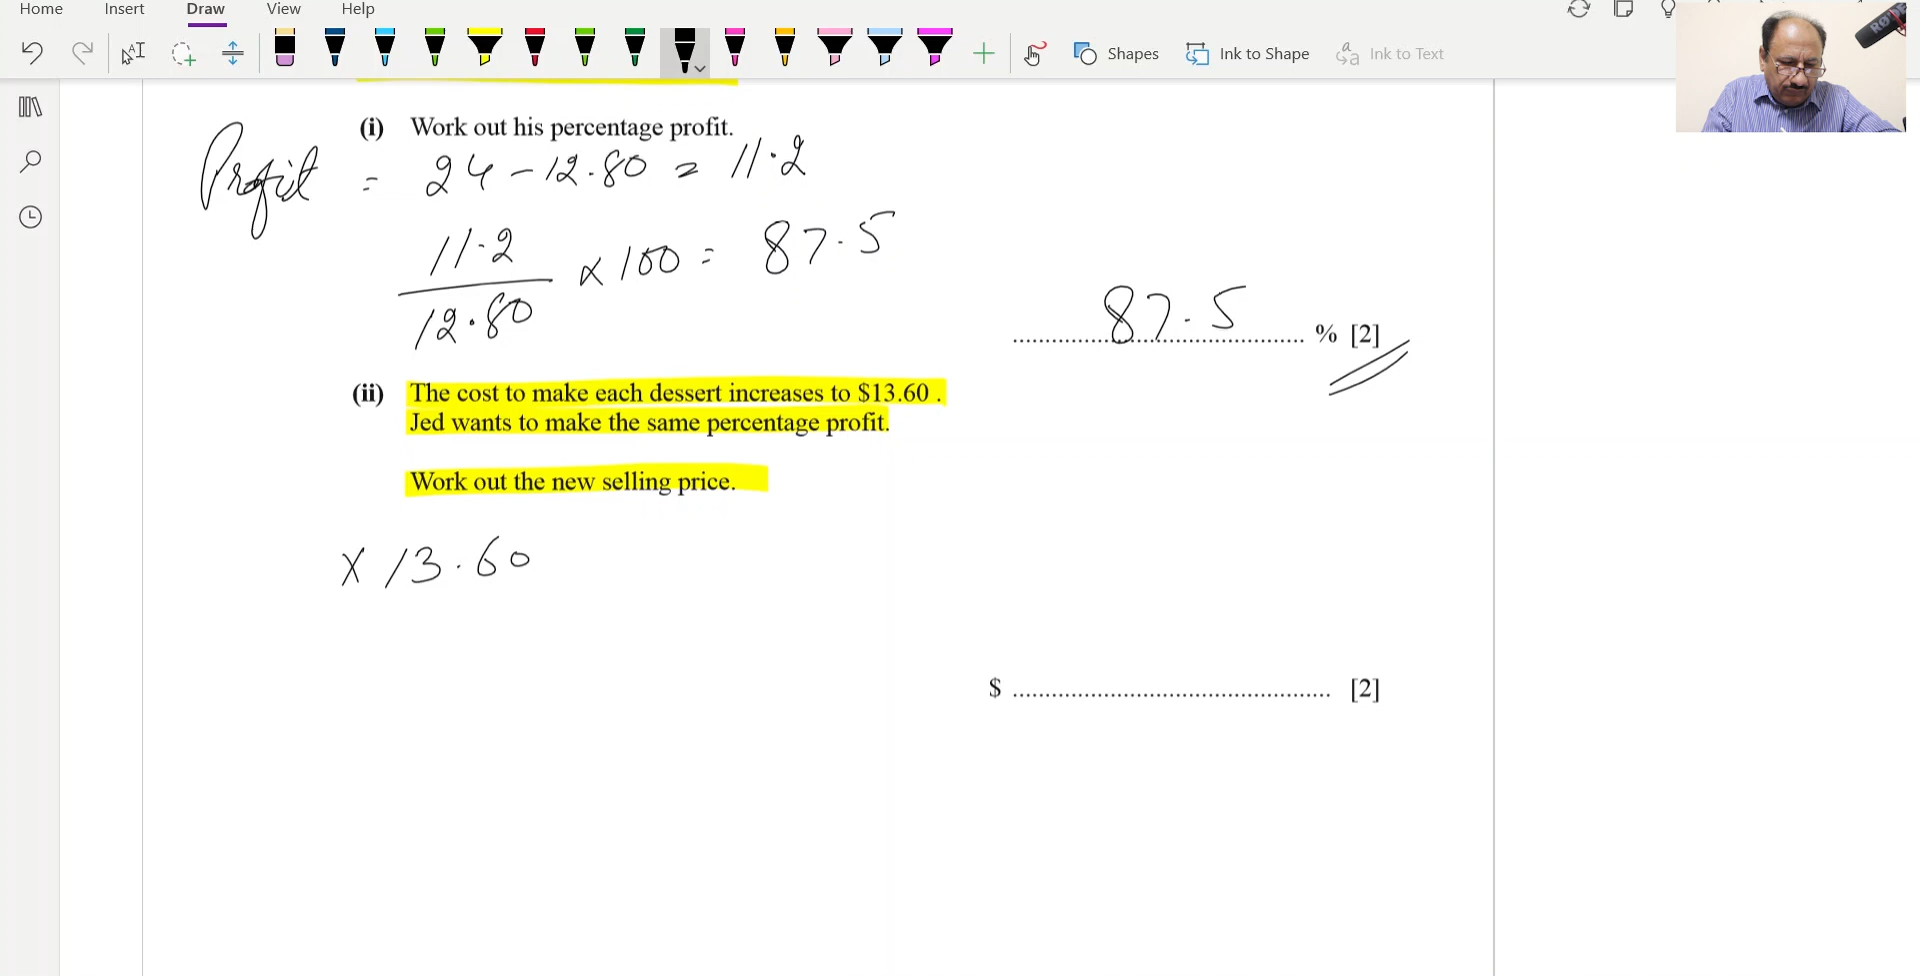 Home Insert Draw View Help
Shapes Ink to Shape Ink to Text
(i) Work out his percentage profit.
Profit = 24 - 12.80 = 11.2
11.2
12.80
x 100 = 87.5
87.5
% [2]
(ii) The cost to make each dessert increases to $13.60 .
Jed wants to make the same percentage profit.
Work out the new selling price.
x 13.60
$ [2]